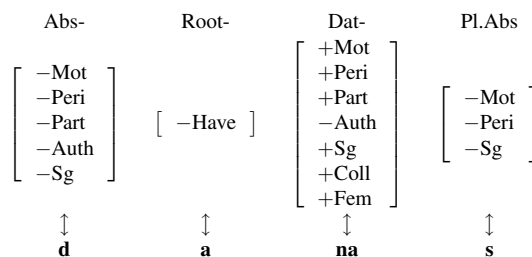 Abs- Root- Dat- Pl.Abs
[ −Mot −Peri −Part −Auth −Sg ] [ −Have ] [ +Mot +Peri +Part −Auth +Sg +Coll +Fem ] [ −Mot −Peri −Sg ]
↕ ↕ ↕ ↕
d a na s